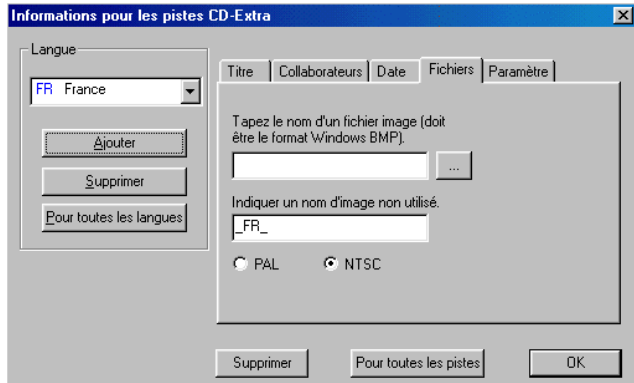 Informations pour les pistes CD-Extra
Langue
FR France
Ajouter
Supprimer
Pour toutes les langues
Titre
Collaborateurs
Date
Fichiers
Paramètre
Tapez le nom d'un fichier image (doit
être le format Windows BMP).
...
Indiquer un nom d'image non utilisé.
_FR_
PAL
NTSC
Supprimer
Pour toutes les pistes
OK